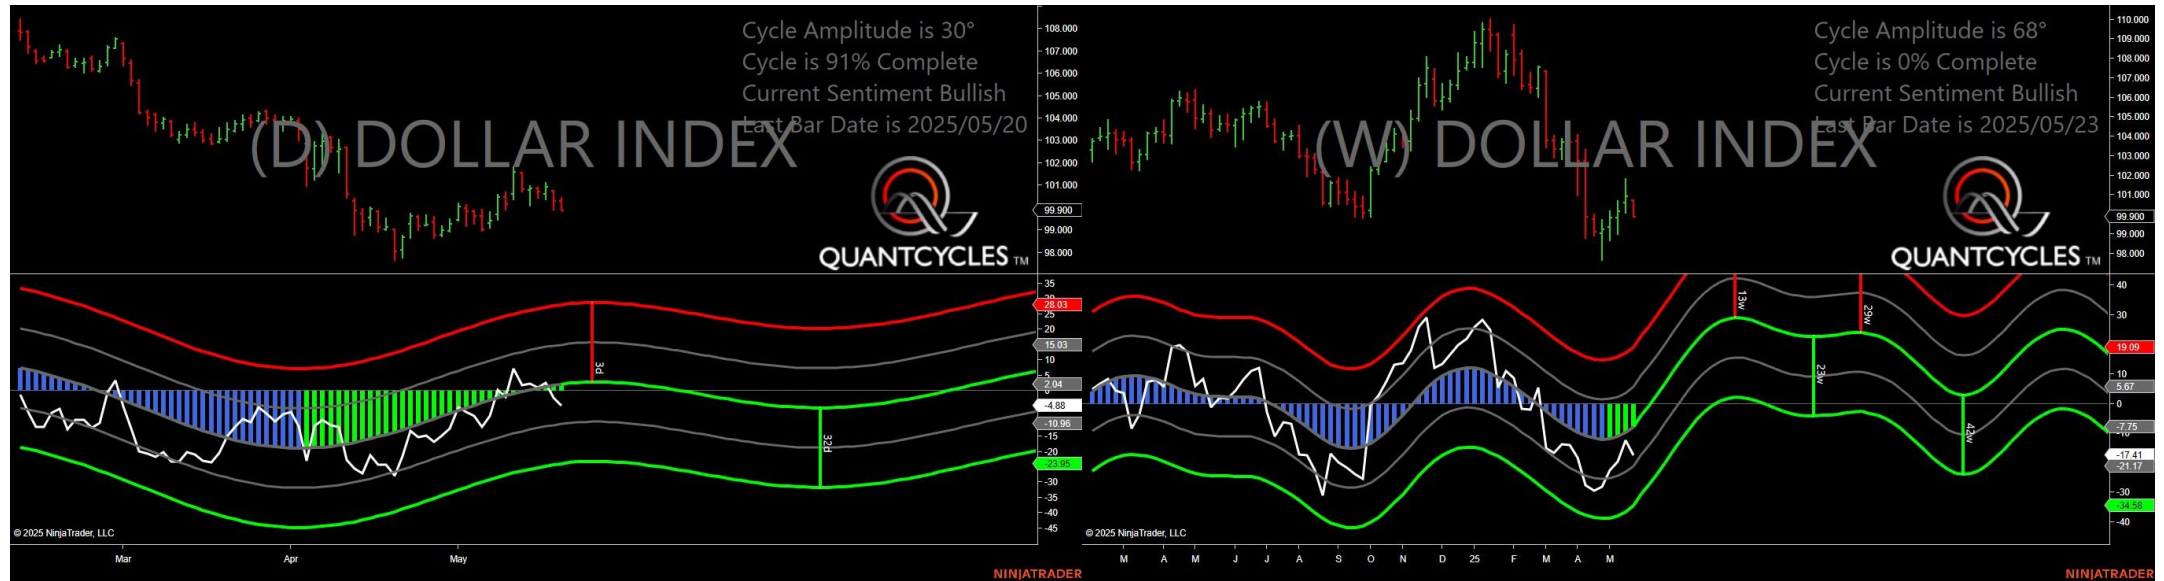 Cycle Amplitude is 30°
Cycle is 91% Complete
Current Sentiment Bullish
Last Bar Date is 2025/05/20
(D) DOLLAR INDEX
QUANTCYCLES TM
108.000
107.000
106.000
105.000
104.000
103.000
102.000
101.000
99.900
99.000
98.000
35
28.03
25
20
15.03
10
5
2.04
0
-4.88
-10.96
-15
-20
-23.95
-30
-35
-40
-45
3d
32d
© 2025 NinjaTrader, LLC
Mar
Apr
May
NINJATRADER
Cycle Amplitude is 68°
Cycle is 0% Complete
Current Sentiment Bullish
Last Bar Date is 2025/05/23
(W) DOLLAR INDEX
QUANTCYCLES TM
110.000
109.000
108.000
107.000
106.000
105.000
104.000
103.000
102.000
101.000
99.900
99.000
98.000
40
30
19.09
10
5.67
0
-7.75
-17.41
-21.17
-30
-34.58
-40
13w
29w
23w
42w
© 2025 NinjaTrader, LLC
M
A
M
J
J
A
S
O
N
D
25
F
M
A
M
NINJATRADER